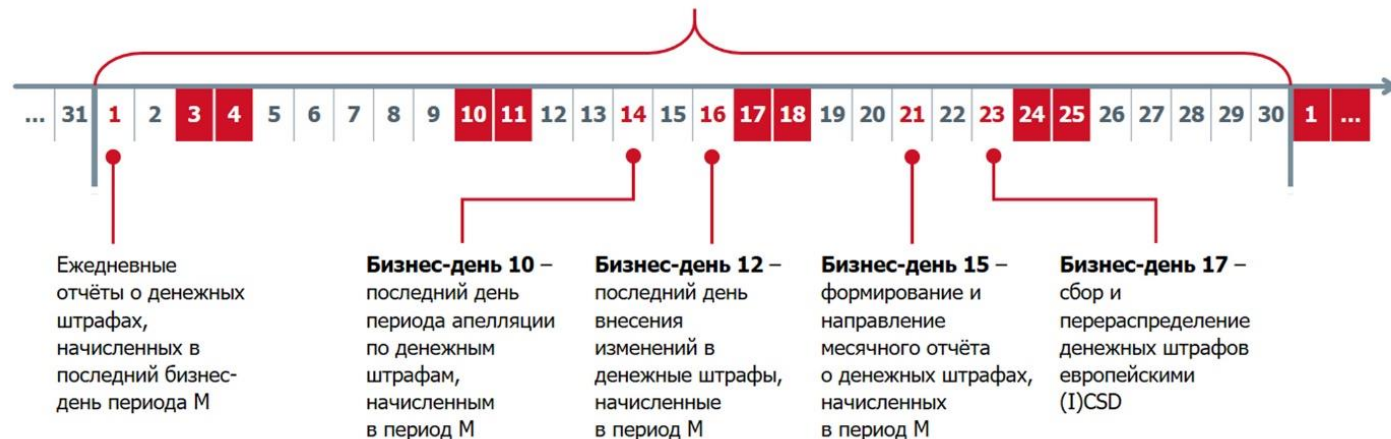 ... 31 1 2 3 4 5 6 7 8 9 10 11 12 13 14 15 16 17 18 19 20 21 22 23 24 25 26 27 28 29 30 1 ...
Ежедневные
отчёты о денежных
штрафах,
начисленных в
последний бизнес-
день периода М
Бизнес-день 10 –
последний день
периода апелляции
по денежным
штрафам,
начисленным
в период М
Бизнес-день 12 –
последний день
внесения
изменений в
денежные штрафы,
начисленные
в период М
Бизнес-день 15 –
формирование и
направление
месячного отчёта
о денежных штрафах,
начисленных
в период М
Бизнес-день 17 –
сбор и
перераспределение
денежных штрафов
европейскими
(I)CSD